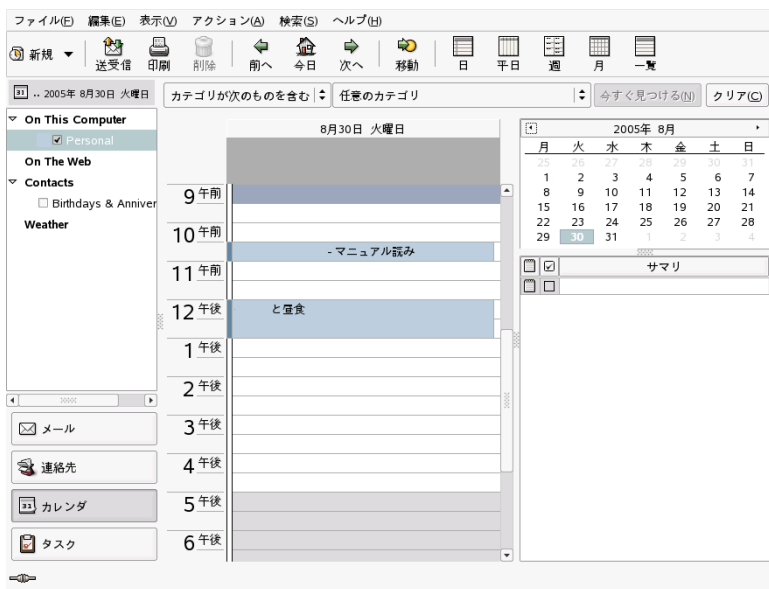 ファイル(F) 編集(E) 表示(V) アクション(A) 検索(S) ヘルプ(H)
新規 送受信 印刷 削除 前へ 今日 次へ 移動 日 平日 週 月 一覧
31 .. 2005年 8月30日 火曜日 カテゴリが次のものを含む 任意のカテゴリ 今すぐ見つける(N) クリア(C)
On This Computer
Personal
On The Web
Contacts
Birthdays & Anniver
Weather
メール
連絡先
31 カレンダ
タスク
8月30日 火曜日
9 午前
10 午前
- マニュアル読み
11 午前
12 午後 と昼食
1 午後
2 午後
3 午後
4 午後
5 午後
6 午後
2005年 8月
月 火 水 木 金 土 日
25 26 27 28 29 30 31
1 2 3 4 5 6 7
8 9 10 11 12 13 14
15 16 17 18 19 20 21
22 23 24 25 26 27 28
29 30 31 1 2 3 4
サマリ